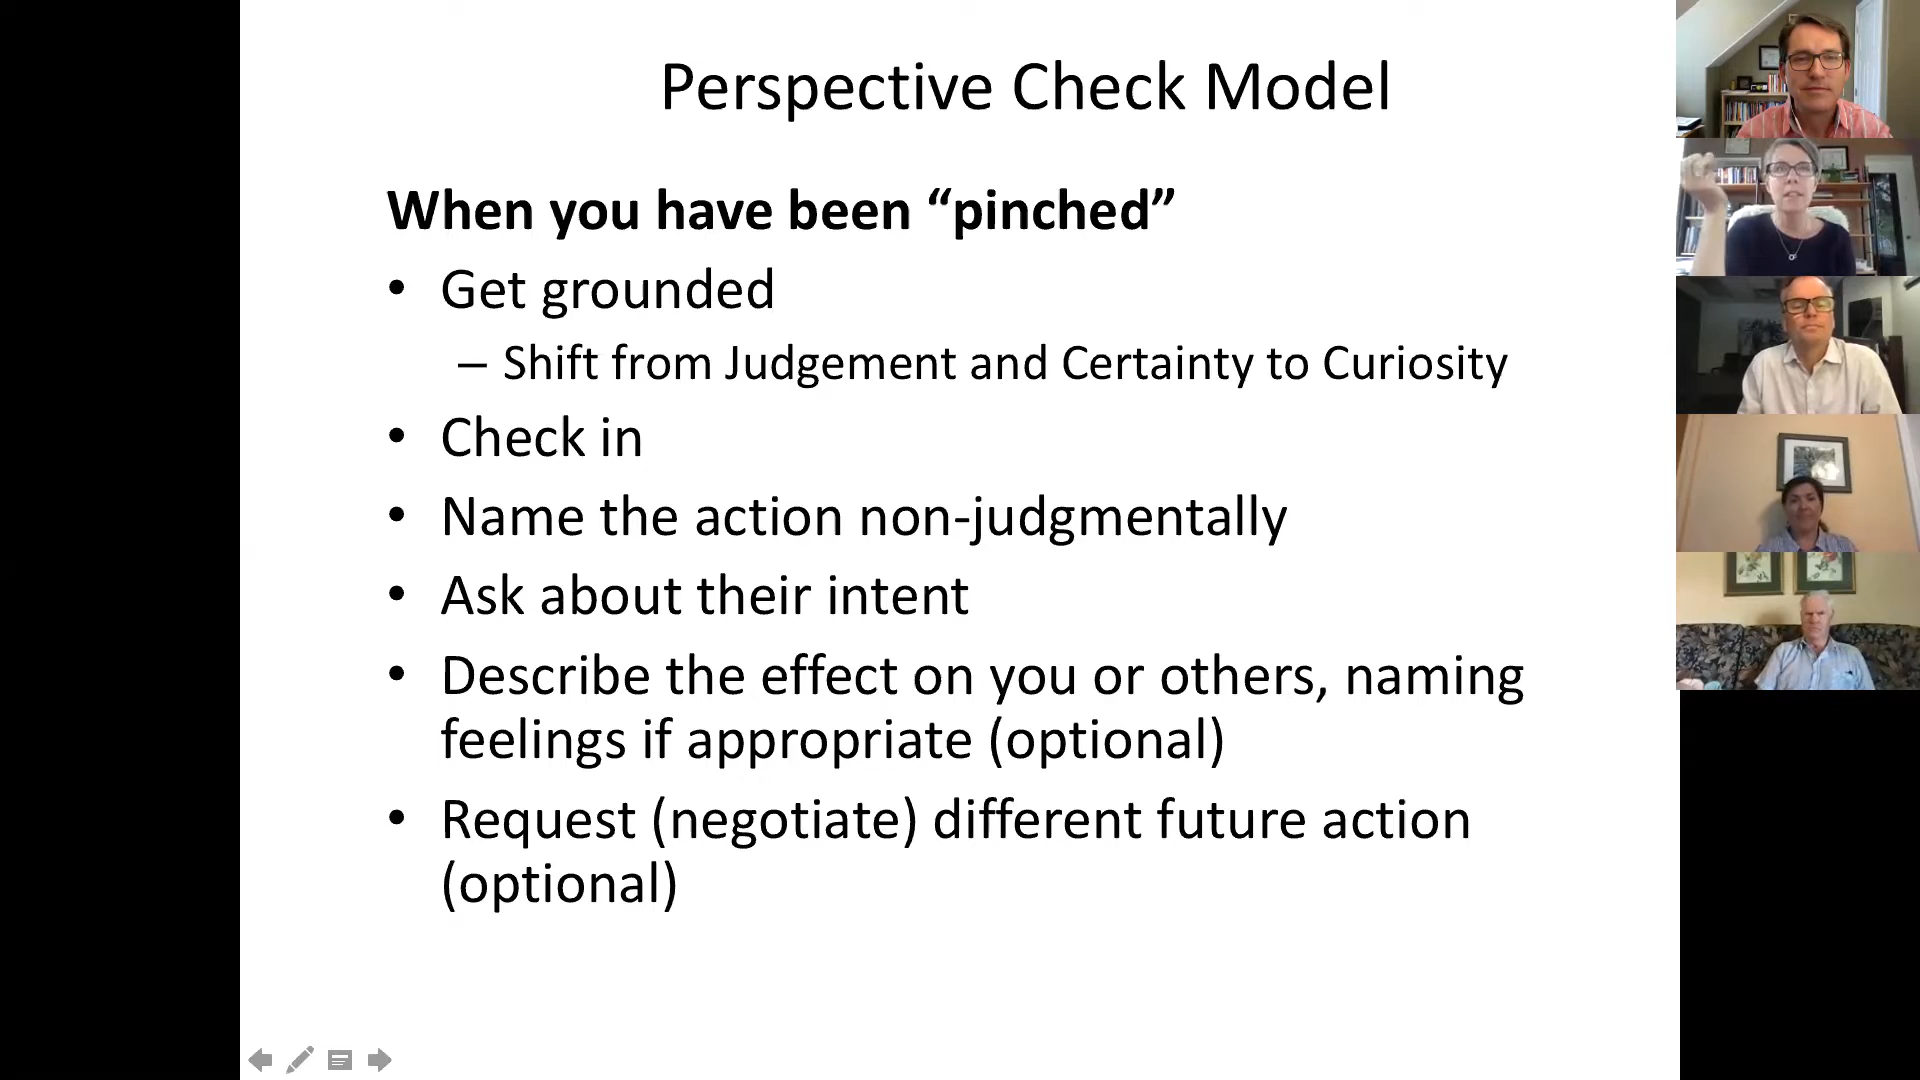 Perspective Check Model
When you have been “pinched”
• Get grounded
– Shift from Judgement and Certainty to Curiosity
• Check in
• Name the action non-judgmentally
• Ask about their intent
• Describe the effect on you or others, naming
feelings if appropriate (optional)
• Request (negotiate) different future action
(optional)